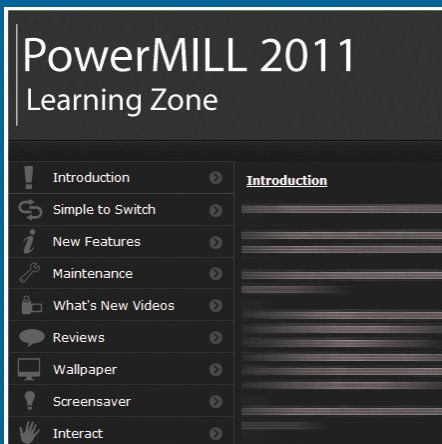 PowerMILL 2011
Learning Zone
Introduction
Simple to Switch
New Features
Maintenance
What's New Videos
Reviews
Wallpaper
Screensaver
Interact
Introduction